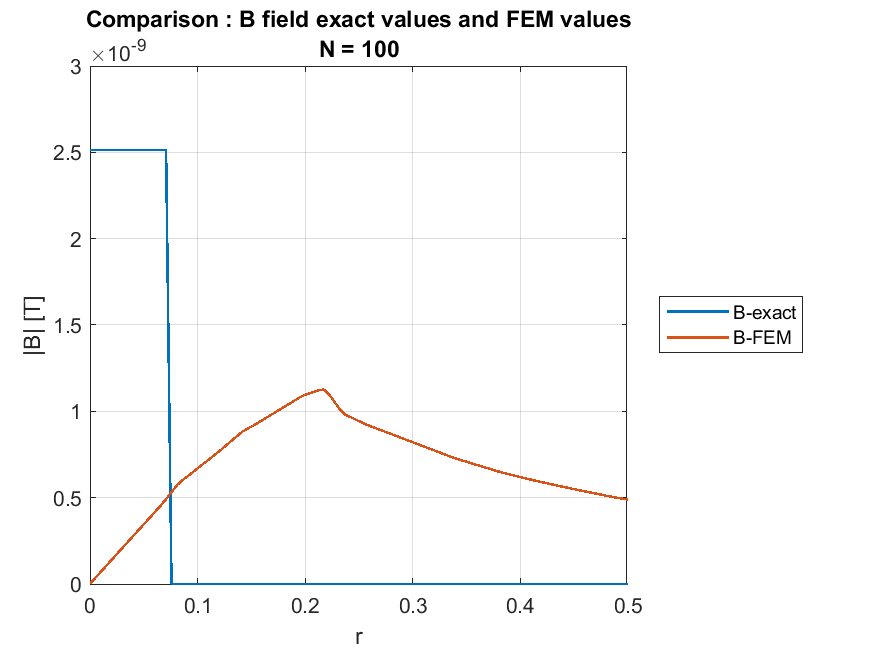 Comparison : B field exact values and FEM values
N = 100
×10-9
3
2.5
2
1.5
1
0.5
0
|B| [T]
0
0.1
0.2
0.3
0.4
0.5
r
B-exact
B-FEM